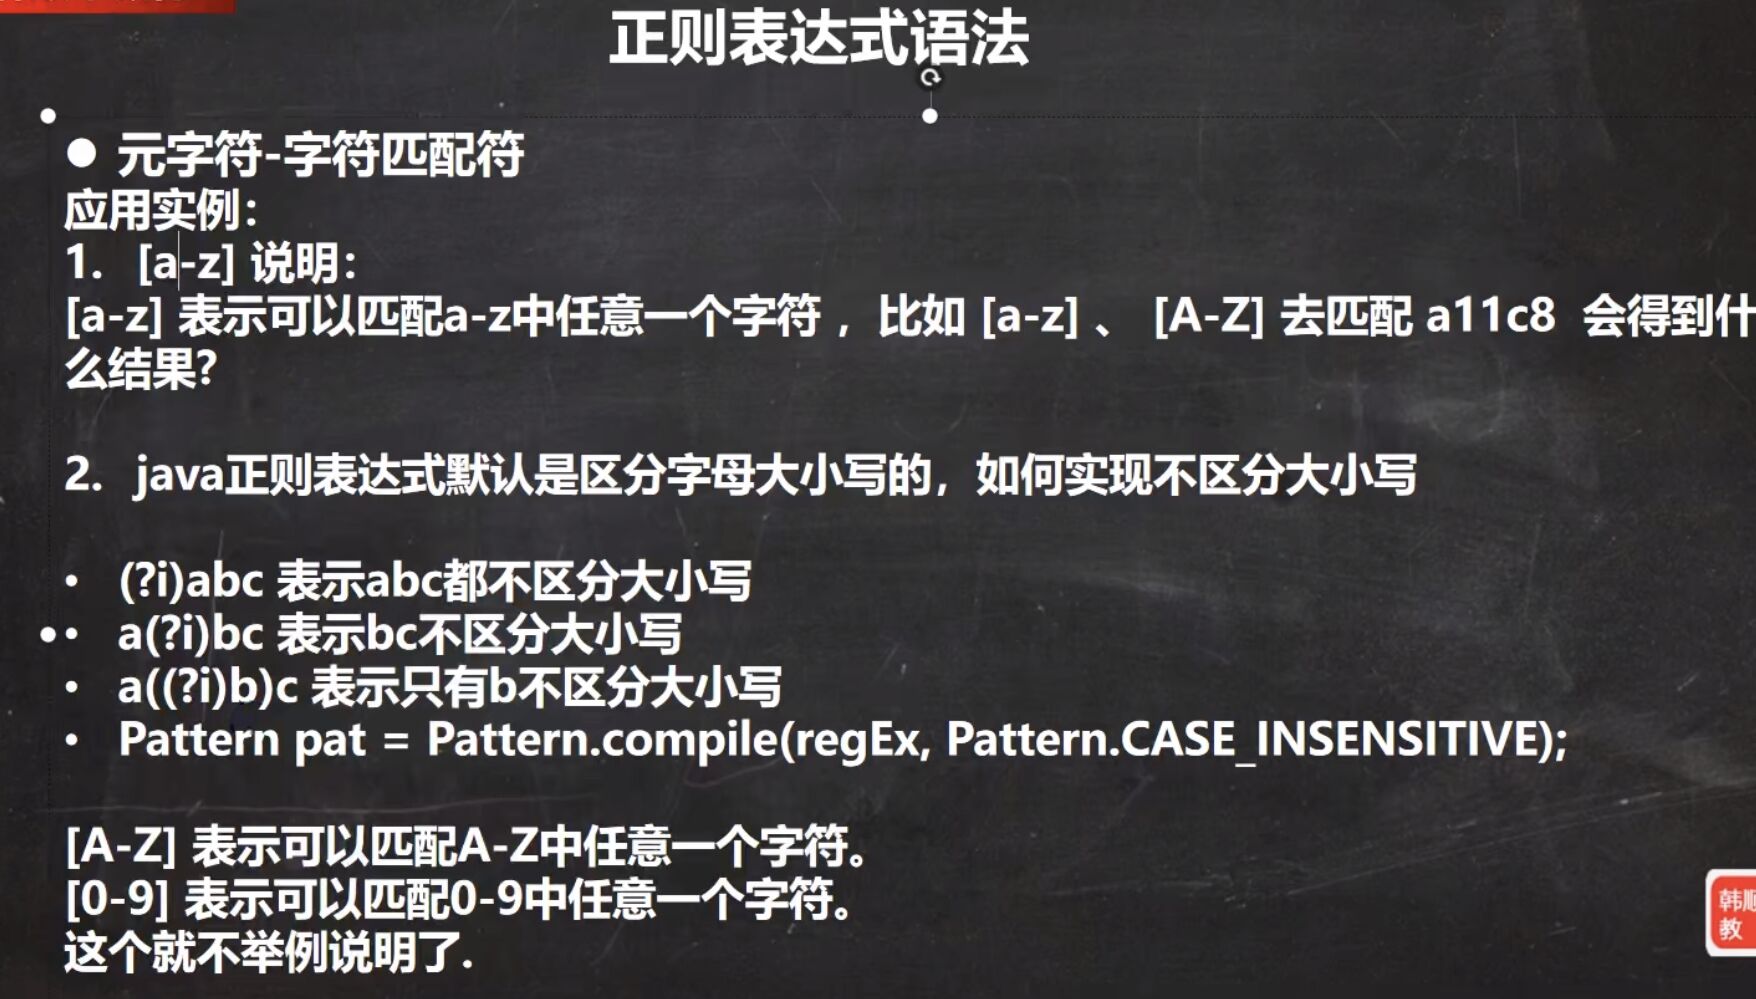 正则表达式语法
● 元字符-字符匹配符
应用实例：
1. [a-z] 说明：
[a-z] 表示可以匹配a-z中任意一个字符，比如 [a-z] 、 [A-Z] 去匹配 a11c8 会得到什
么结果?
2. java正则表达式默认是区分字母大小写的，如何实现不区分大小写
• (?i)abc 表示abc都不区分大小写
• a(?i)bc 表示bc不区分大小写
• a((?i)b)c 表示只有b不区分大小写
• Pattern pat = Pattern.compile(regEx, Pattern.CASE_INSENSITIVE);
[A-Z] 表示可以匹配A-Z中任意一个字符。
[0-9] 表示可以匹配0-9中任意一个字符。
这个就不举例说明了.
韩顺
教